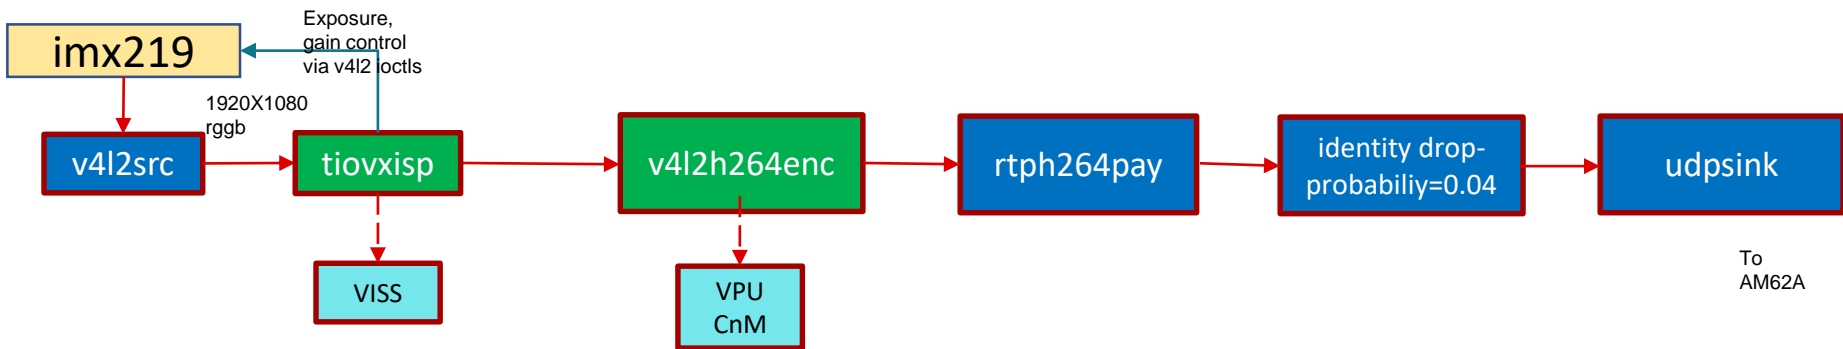 Exposure,
gain control
via v4l2 ioctls
imx219
1920X1080
rggb
v4l2src
tiovxisp
v4l2h264enc
rtph264pay
identity drop-
probabiliy=0.04
udpsink
VISS
VPU
CnM
To
AM62A